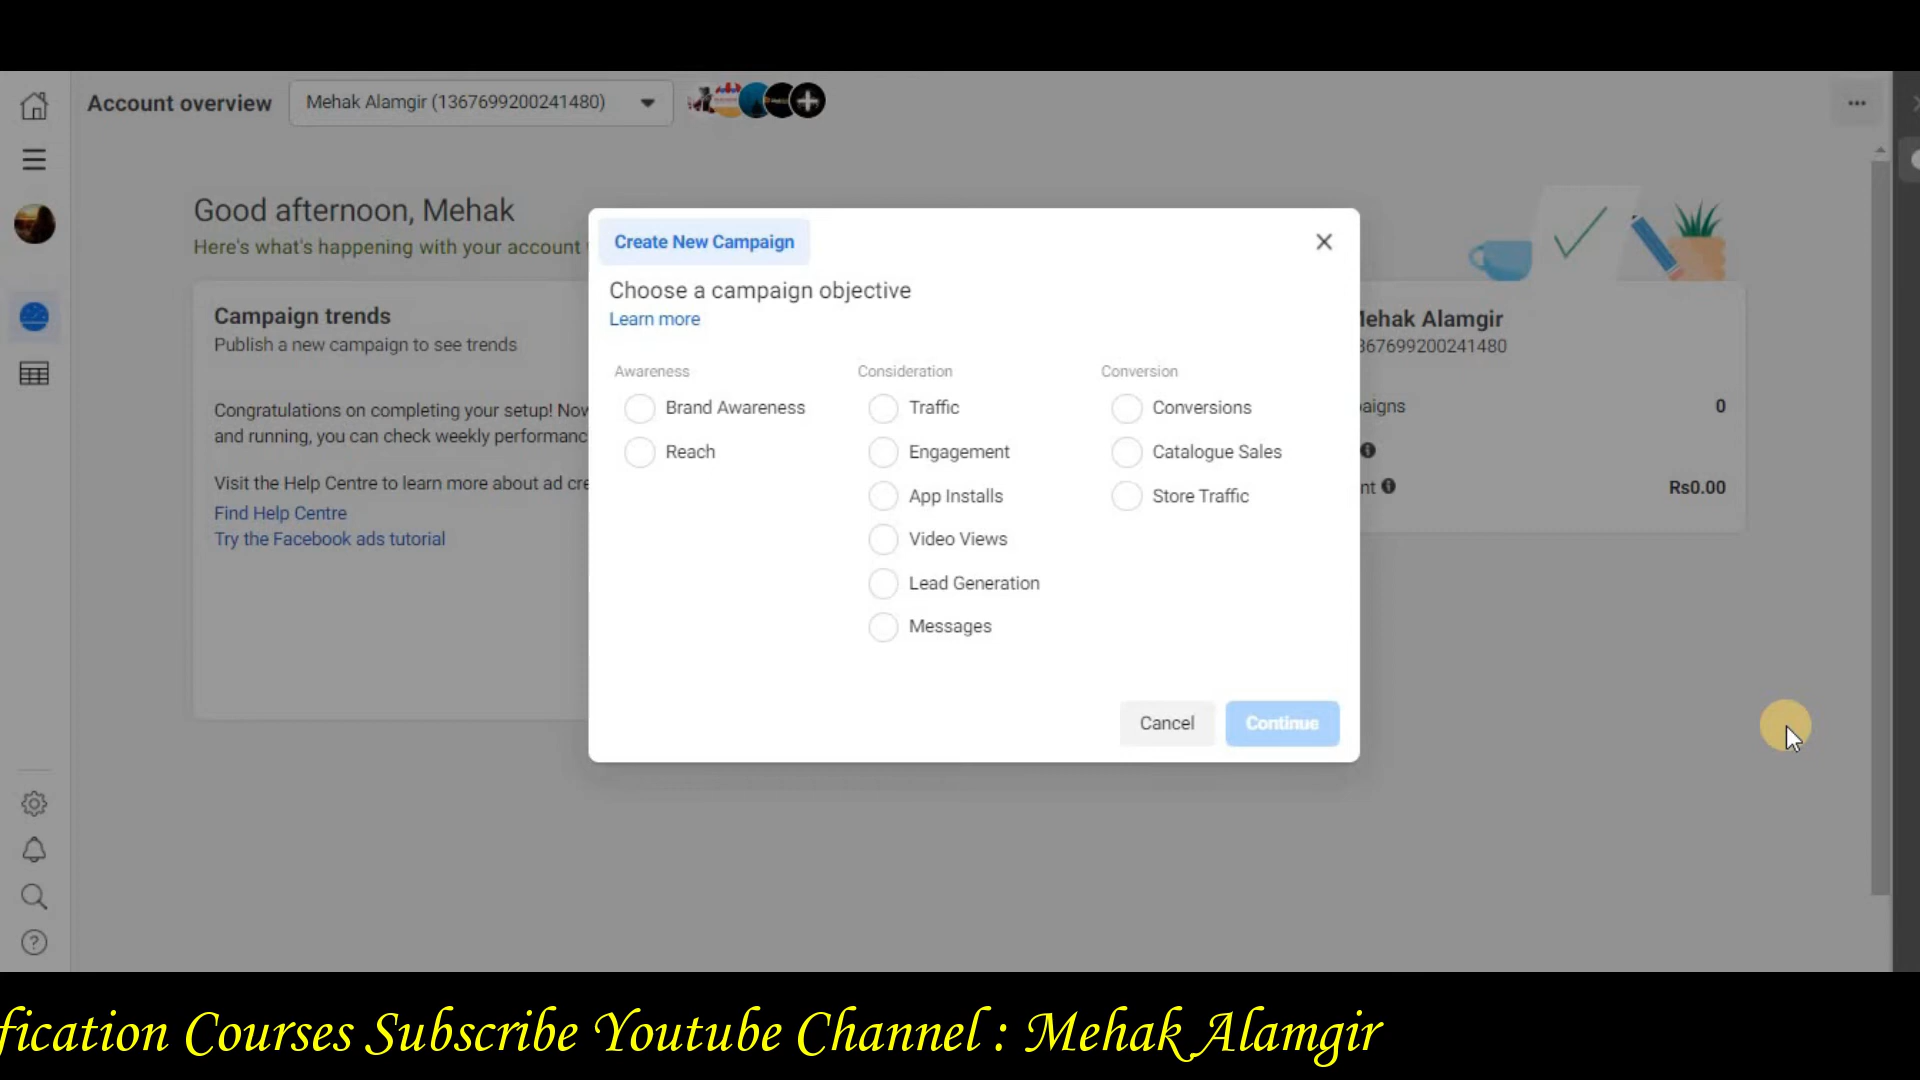 Account overview
Mehak Alamgir (1367699200241480)
Good afternoon, Mehak
Here's what's happening with your account
Campaign trends
Publish a new campaign to see trends
Congratulations on completing your setup! Now
and running, you can check weekly performanc
Visit the Help Centre to learn more about ad cre
Find Help Centre
Try the Facebook ads tutorial
Create New Campaign
Choose a campaign objective
Learn more
Awareness
Brand Awareness
Reach
Consideration
Traffic
Engagement
App Installs
Video Views
Lead Generation
Messages
Conversion
Conversions
Catalogue Sales
Store Traffic
Cancel
Continue
Mehak Alamgir
367699200241480
aigns
0
nt
Rs0.00
fication Courses Subscribe Youtube Channel : Mehak Alamgir